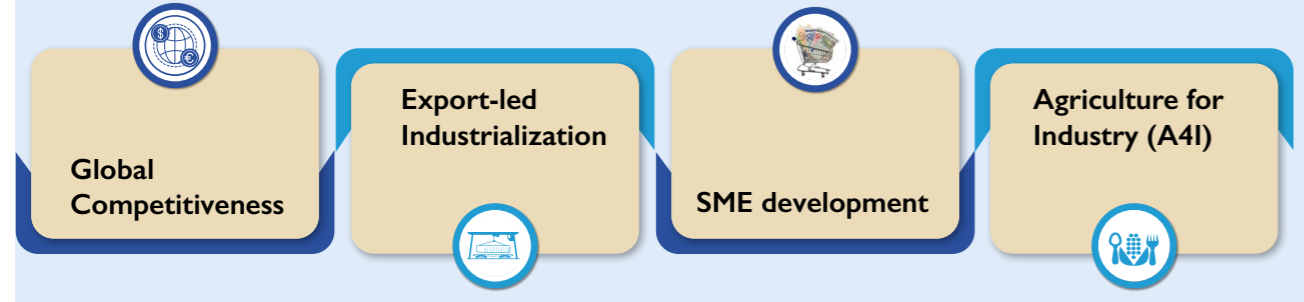 Global
Competitiveness
Export-led
Industrialization
SME development
Agriculture for
Industry (A4I)